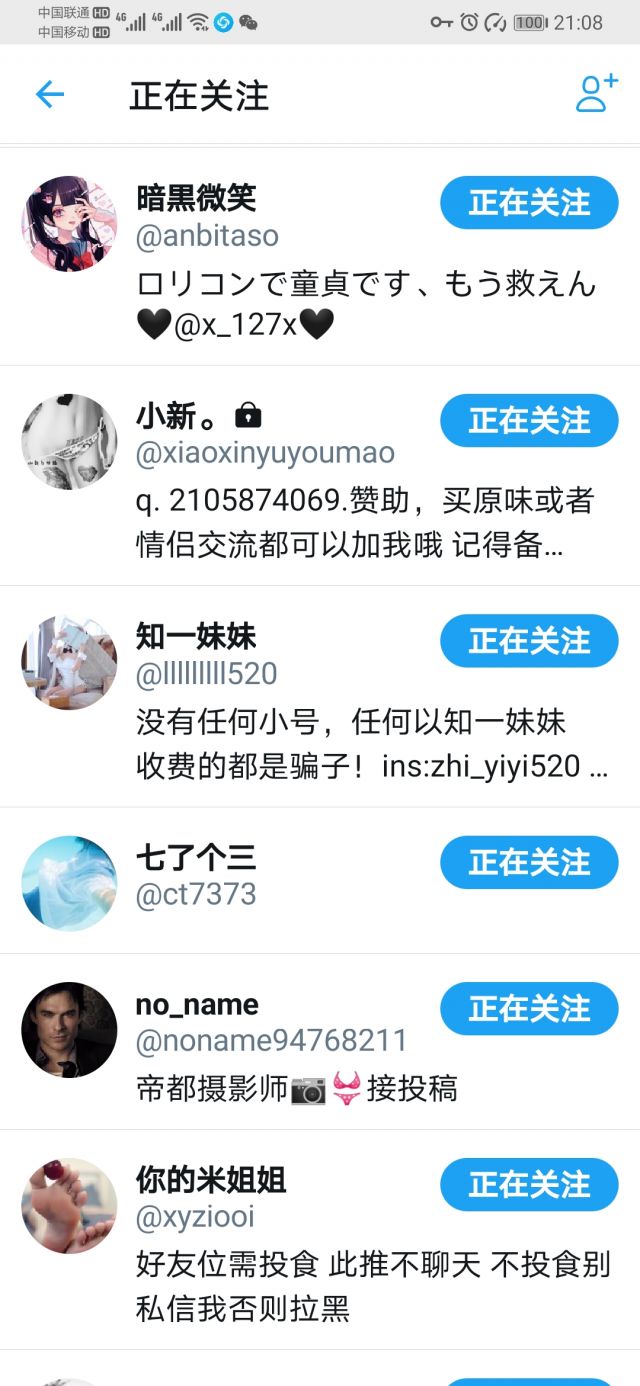 中国联通 HD
中国移动 HD
4G 4G
100
21:08
正在关注
暗黒微笑
正在关注
@anbitaso
ロリコンで童貞です、もう救えん
🖤@x_127x🖤
小新。🔒
正在关注
@xiaoxinyuyoumao
q. 2105874069.赞助，买原味或者
情侣交流都可以加我哦 记得备...
知一妹妹
正在关注
没有任何小号，任何以知一妹妹
收费的都是骗子！ins:zhi_yiyi520 ...
七了个三
正在关注
@ct7373
no_name
正在关注
@noname94768211
帝都摄影师📷👙接投稿
你的米姐姐
正在关注
@xyziooi
好友位需投食 此推不聊天 不投食别
私信我否则拉黑